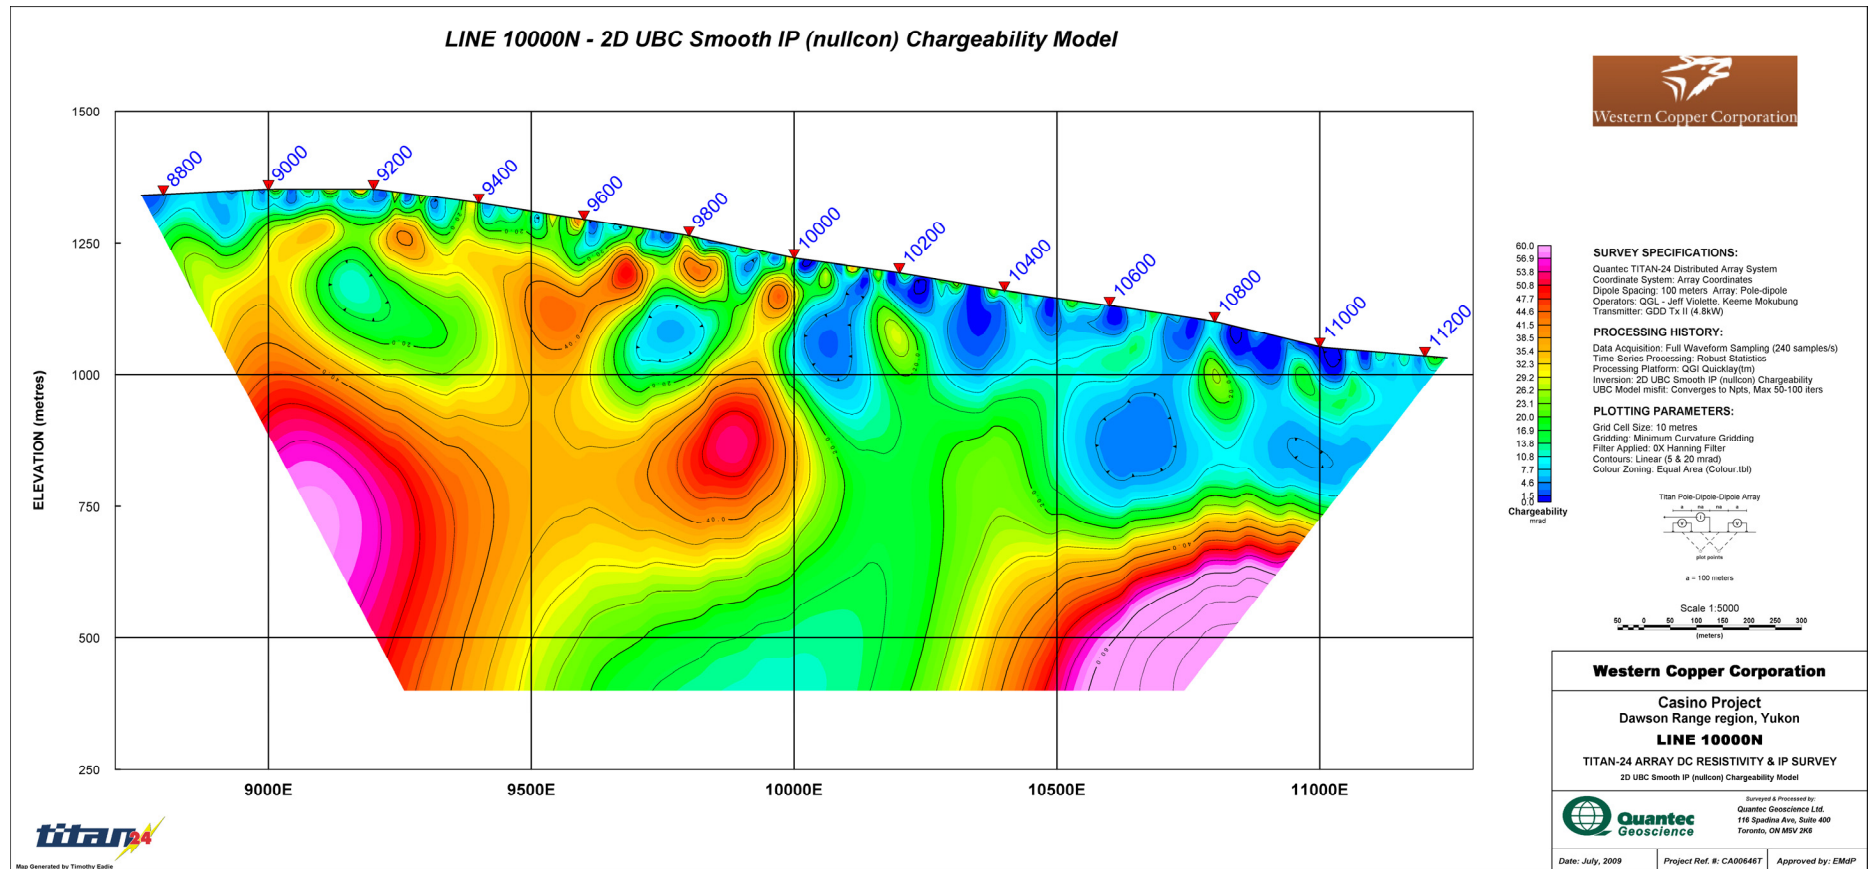 LINE 10000N - 2D UBC Smooth IP (nullcon) Chargeability Model
Western Copper Corporation
1500
1250
1000
750
500
250
ELEVATION (metres)
8800
9000
9200
9400
9600
9800
10000
10200
10400
10600
10800
11000
11200
9000E
9500E
10000E
10500E
11000E
60.0
56.9
53.8
50.8
47.7
44.6
41.5
38.5
35.4
32.3
29.2
26.2
23.1
20.0
16.9
13.8
10.8
7.7
4.6
1.5
0.0
Chargeability
mrad
SURVEY SPECIFICATIONS:
Quantec TITAN-24 Distributed Array System
Coordinate System: Array Coordinates
Dipole Spacing: 100 meters Array: Pole-dipole
Operators: QGL - Jeff Violette, Keeme Mokubung
Transmitter: GDD Tx II (4.8kW)
PROCESSING HISTORY:
Data Acquisition: Full Waveform Sampling (240 samples/s)
Time Series Processing: Robust Statistics
Processing Platform: QGI Quicklay(tm)
Inversion: 2D UBC Smooth IP (nullcon) Chargeability
UBC Model misfit: Converges to Npts, Max 50-100 iters
PLOTTING PARAMETERS:
Grid Cell Size: 10 metres
Gridding: Minimum Curvature Gridding
Filter Applied: 0X Hanning Filter
Contours: Linear (5 & 20 mrad)
Colour Zoning: Equal Area (Colour.tbl)
Titan Pole-Dipole-Dipole Array
a na na a
V I V
plot points
a = 100 meters
Scale 1:5000
50 0 50 100 150 200 250 300
(meters)
Western Copper Corporation
Casino Project
Dawson Range region, Yukon
LINE 10000N
TITAN-24 ARRAY DC RESISTIVITY & IP SURVEY
2D UBC Smooth IP (nullcon) Chargeability Model
Quantec
Geoscience
Surveyed & Processed by:
Quantec Geoscience Ltd.
116 Spadina Ave, Suite 400
Toronto, ON M5V 2K6
Date: July, 2009
Project Ref. #: CA00646T
Approved by: EMdP
titan24
Map Generated by Timothy Eadie